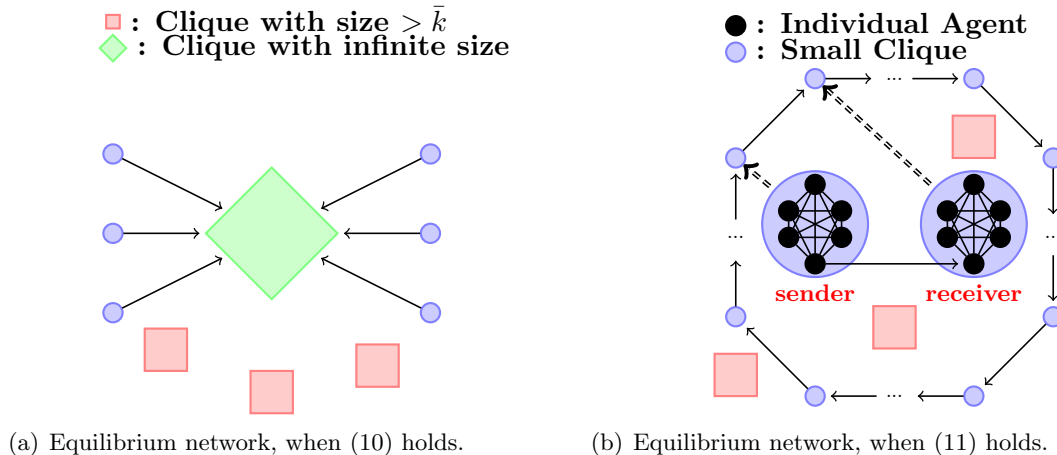 : Clique with size > k̄
: Clique with infinite size
: Individual Agent
: Small Clique
...
...
...
...
sender
receiver
(a) Equilibrium network, when (10) holds.
(b) Equilibrium network, when (11) holds.